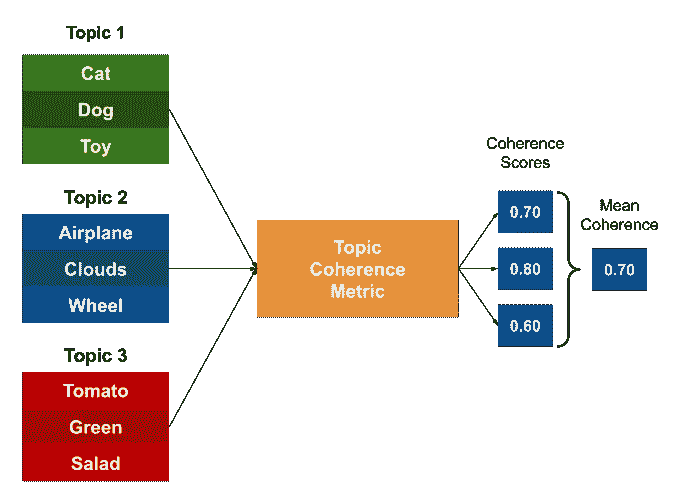 Topic 1
Cat
Dog
Toy
Topic 2
Airplane
Clouds
Wheel
Topic 3
Tomato
Green
Salad
Topic
Coherence
Metric
Coherence
Scores
0.70
0.80
0.60
Mean
Coherence
0.70